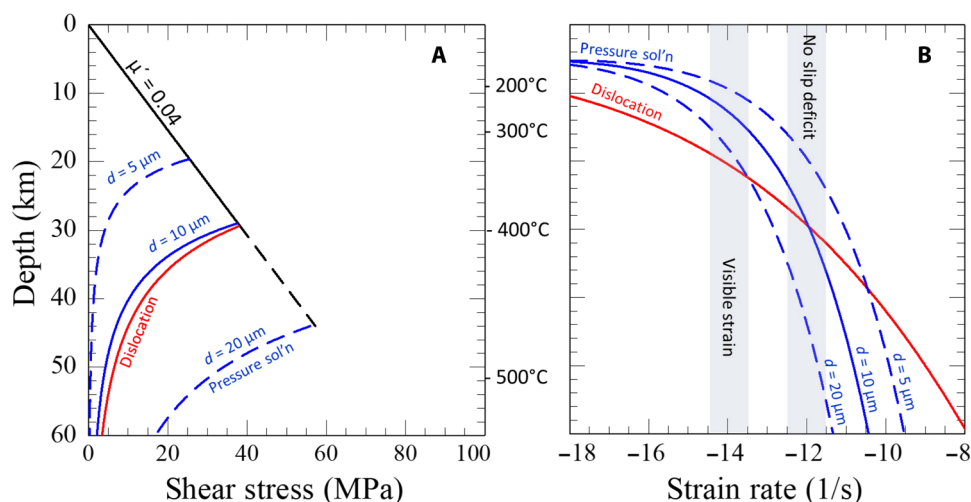 A
B
0
10
20
30
40
50
60
Depth (km)
0
20
40
60
80
100
Shear stress (MPa)
μ´ = 0.04
d = 5 μm
d = 10 μm
Dislocation
d = 20 μm
Pressure sol'n
200°C
300°C
400°C
500°C
Pressure sol'n
Dislocation
Visible strain
No slip deficit
d = 20 μm
d = 10 μm
d = 5 μm
−18
−16
−14
−12
−10
−8
Strain rate (1/s)